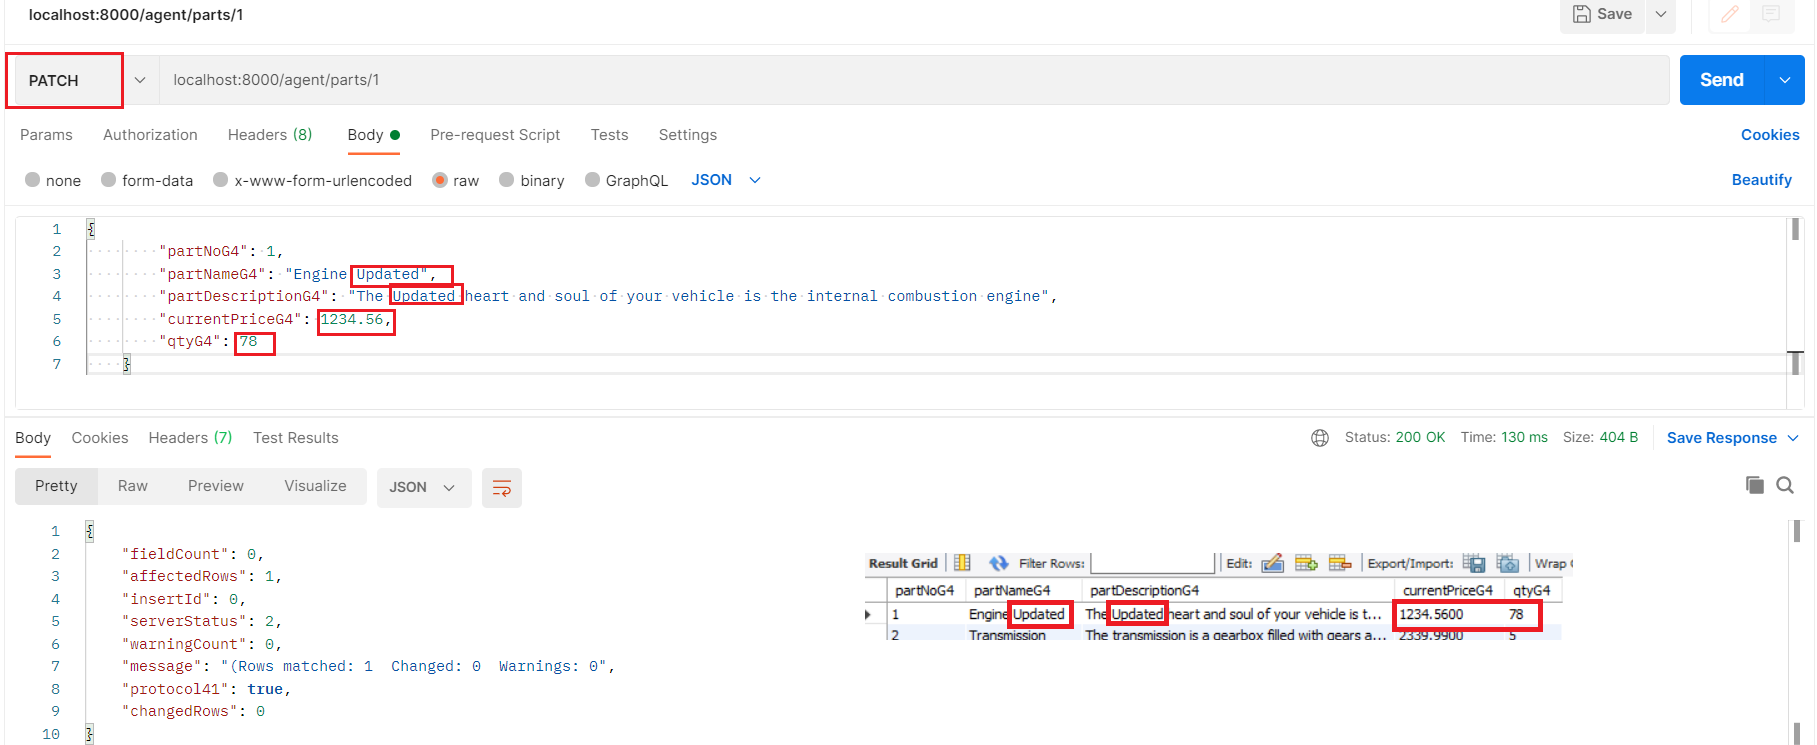 localhost:8000/agent/parts/1
Save
PATCH
localhost:8000/agent/parts/1
Send
Params Authorization Headers (8) Body Pre-request Script Tests Settings Cookies
none form-data x-www-form-urlencoded raw binary GraphQL JSON Beautify
1 {
2 "partNoG4": 1,
3 "partNameG4": "Engine Updated",
4 "partDescriptionG4": "The Updated heart and soul of your vehicle is the internal combustion engine",
5 "currentPriceG4": 1234.56,
6 "qtyG4": 78
7 }
Body Cookies Headers (7) Test Results Status: 200 OK Time: 130 ms Size: 404 B Save Response
Pretty Raw Preview Visualize JSON
1 {
2 "fieldCount": 0,
3 "affectedRows": 1,
4 "insertId": 0,
5 "serverStatus": 2,
6 "warningCount": 0,
7 "message": "(Rows matched: 1  Changed: 0  Warnings: 0",
8 "protocol41": true,
9 "changedRows": 0
10 }
Result Grid Filter Rows: Edit: Export/Import: Wrap
partNoG4 partNameG4 partDescriptionG4 currentPriceG4 qtyG4
1 Engine Updated The Updated heart and soul of your vehicle is t... 1234.5600 78
2 Transmission The transmission is a gearbox filled with gears a... 2339.9900 5